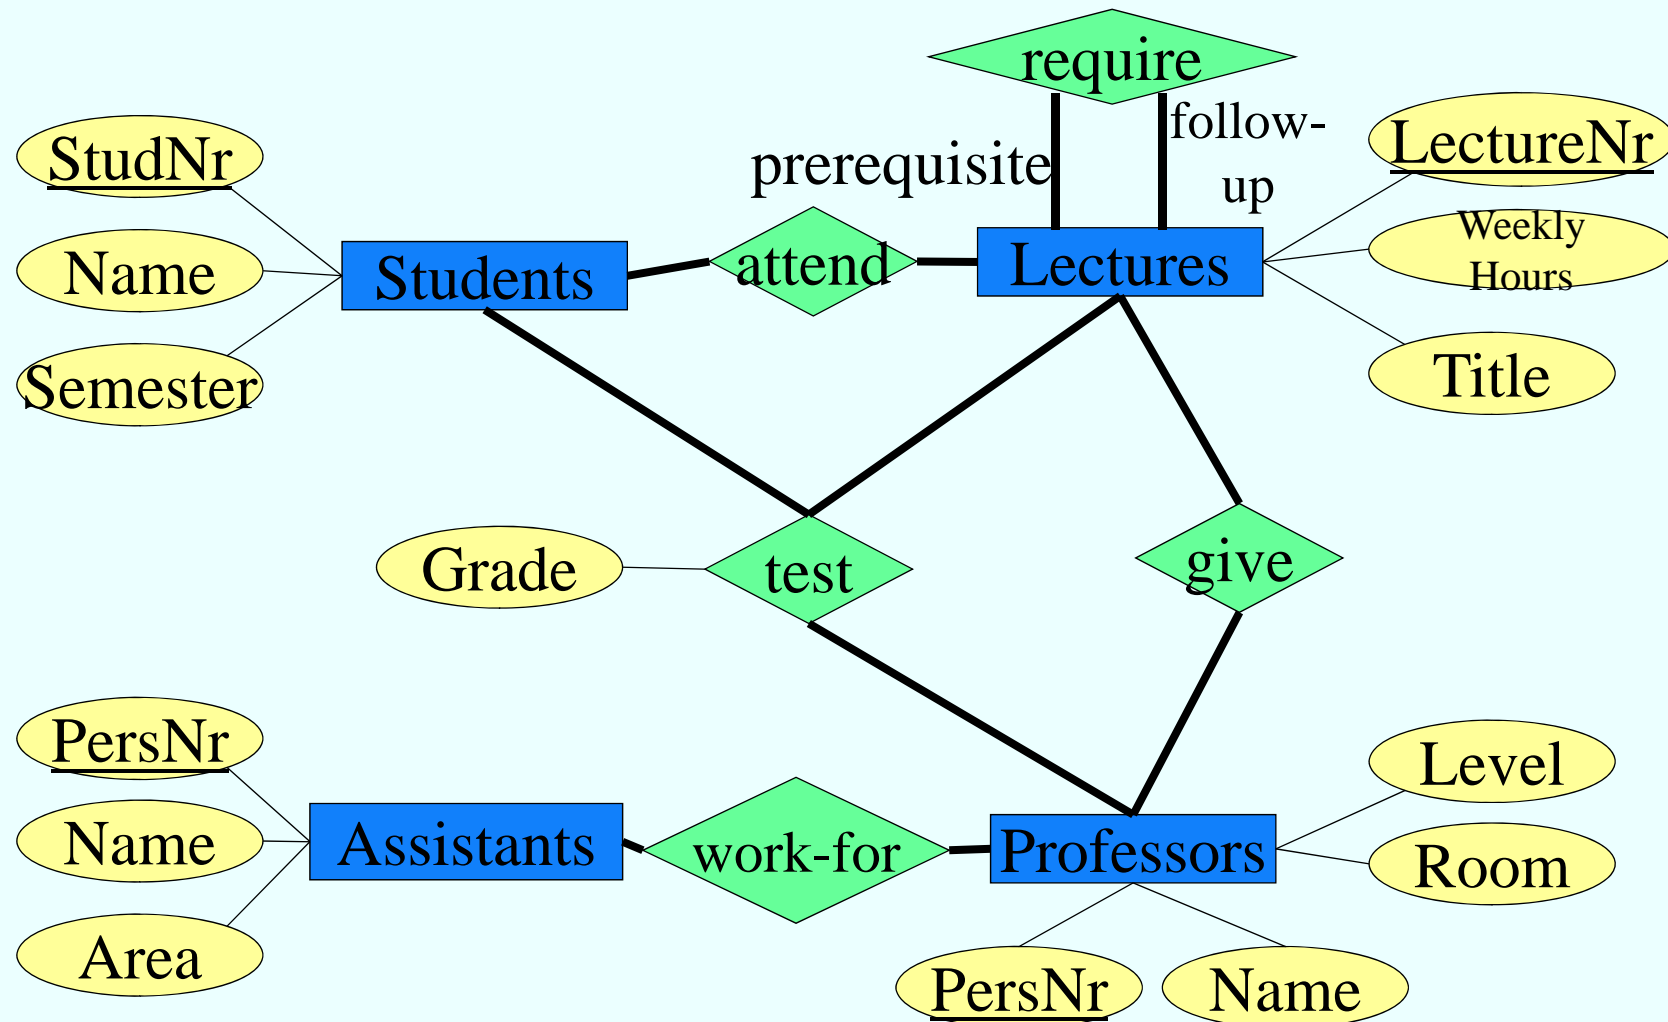 require
follow-
up
prerequisite
StudNr
Name
Semester
Students
attend
Lectures
LectureNr
Weekly
Hours
Title
Grade
test
give
PersNr
Name
Area
Assistants
work-for
Professors
Level
Room
PersNr
Name